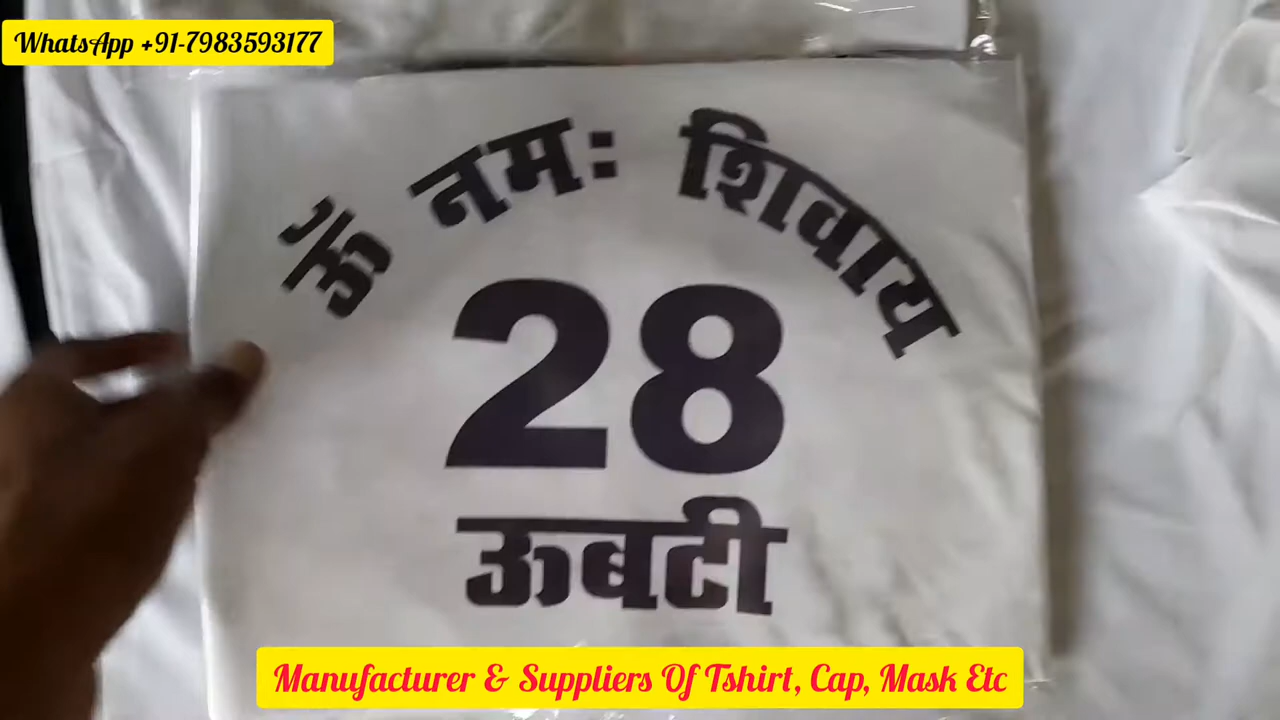 WhatsApp +91-7983593177
ऊँ नमः शिवाय
28
ऊबटी
Manufacturer & Suppliers Of Tshirt, Cap, Mask Etc